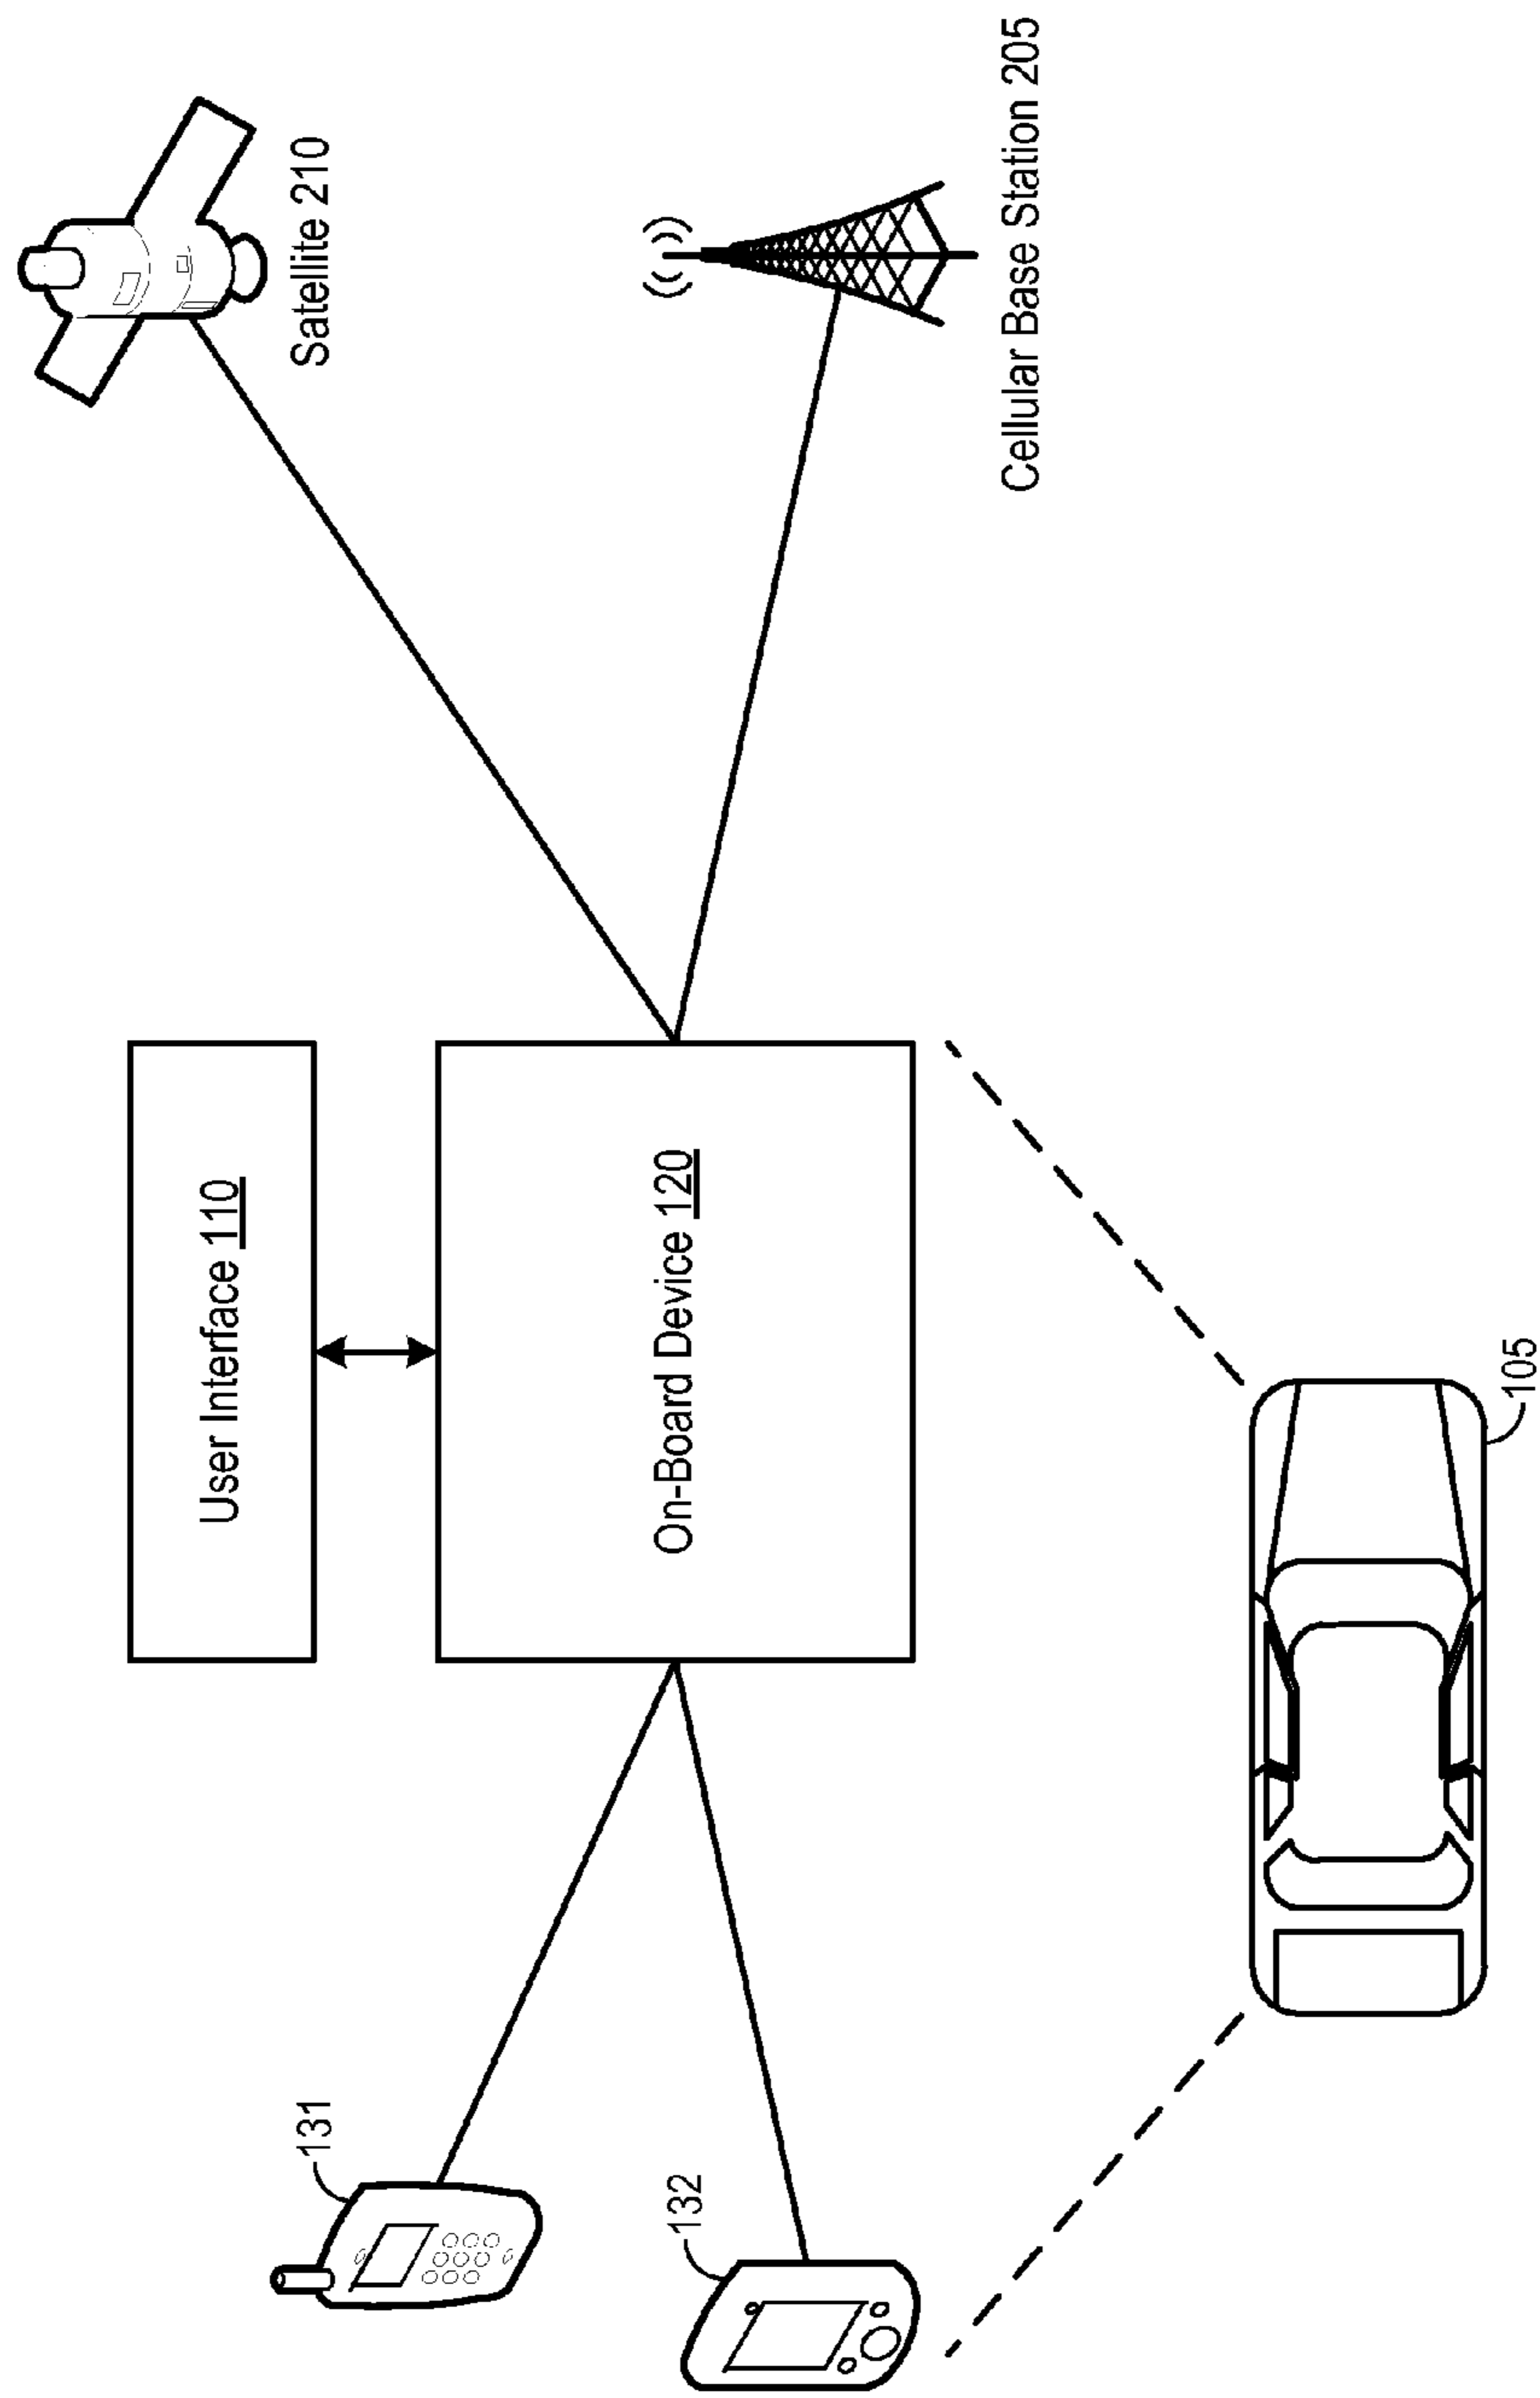 User Interface 110
Satellite 210
131
On-Board Device 120
132
Cellular Base Station 205
105